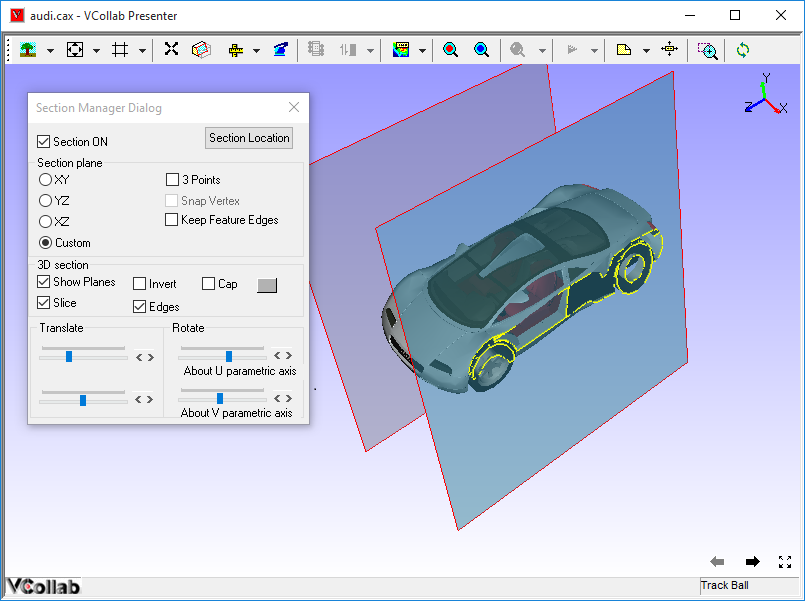 audi.cax - VCollab Presenter
Y
Z
X
Section Manager Dialog
Section ON
Section Location
Section plane
XY
3 Points
YZ
Snap Vertex
XZ
Keep Feature Edges
Custom
3D section
Show Planes
Invert
Cap
Slice
Edges
Translate
Rotate
< >
< >
About U parametric axis
< >
< >
About V parametric axis
VCollab
Track Ball